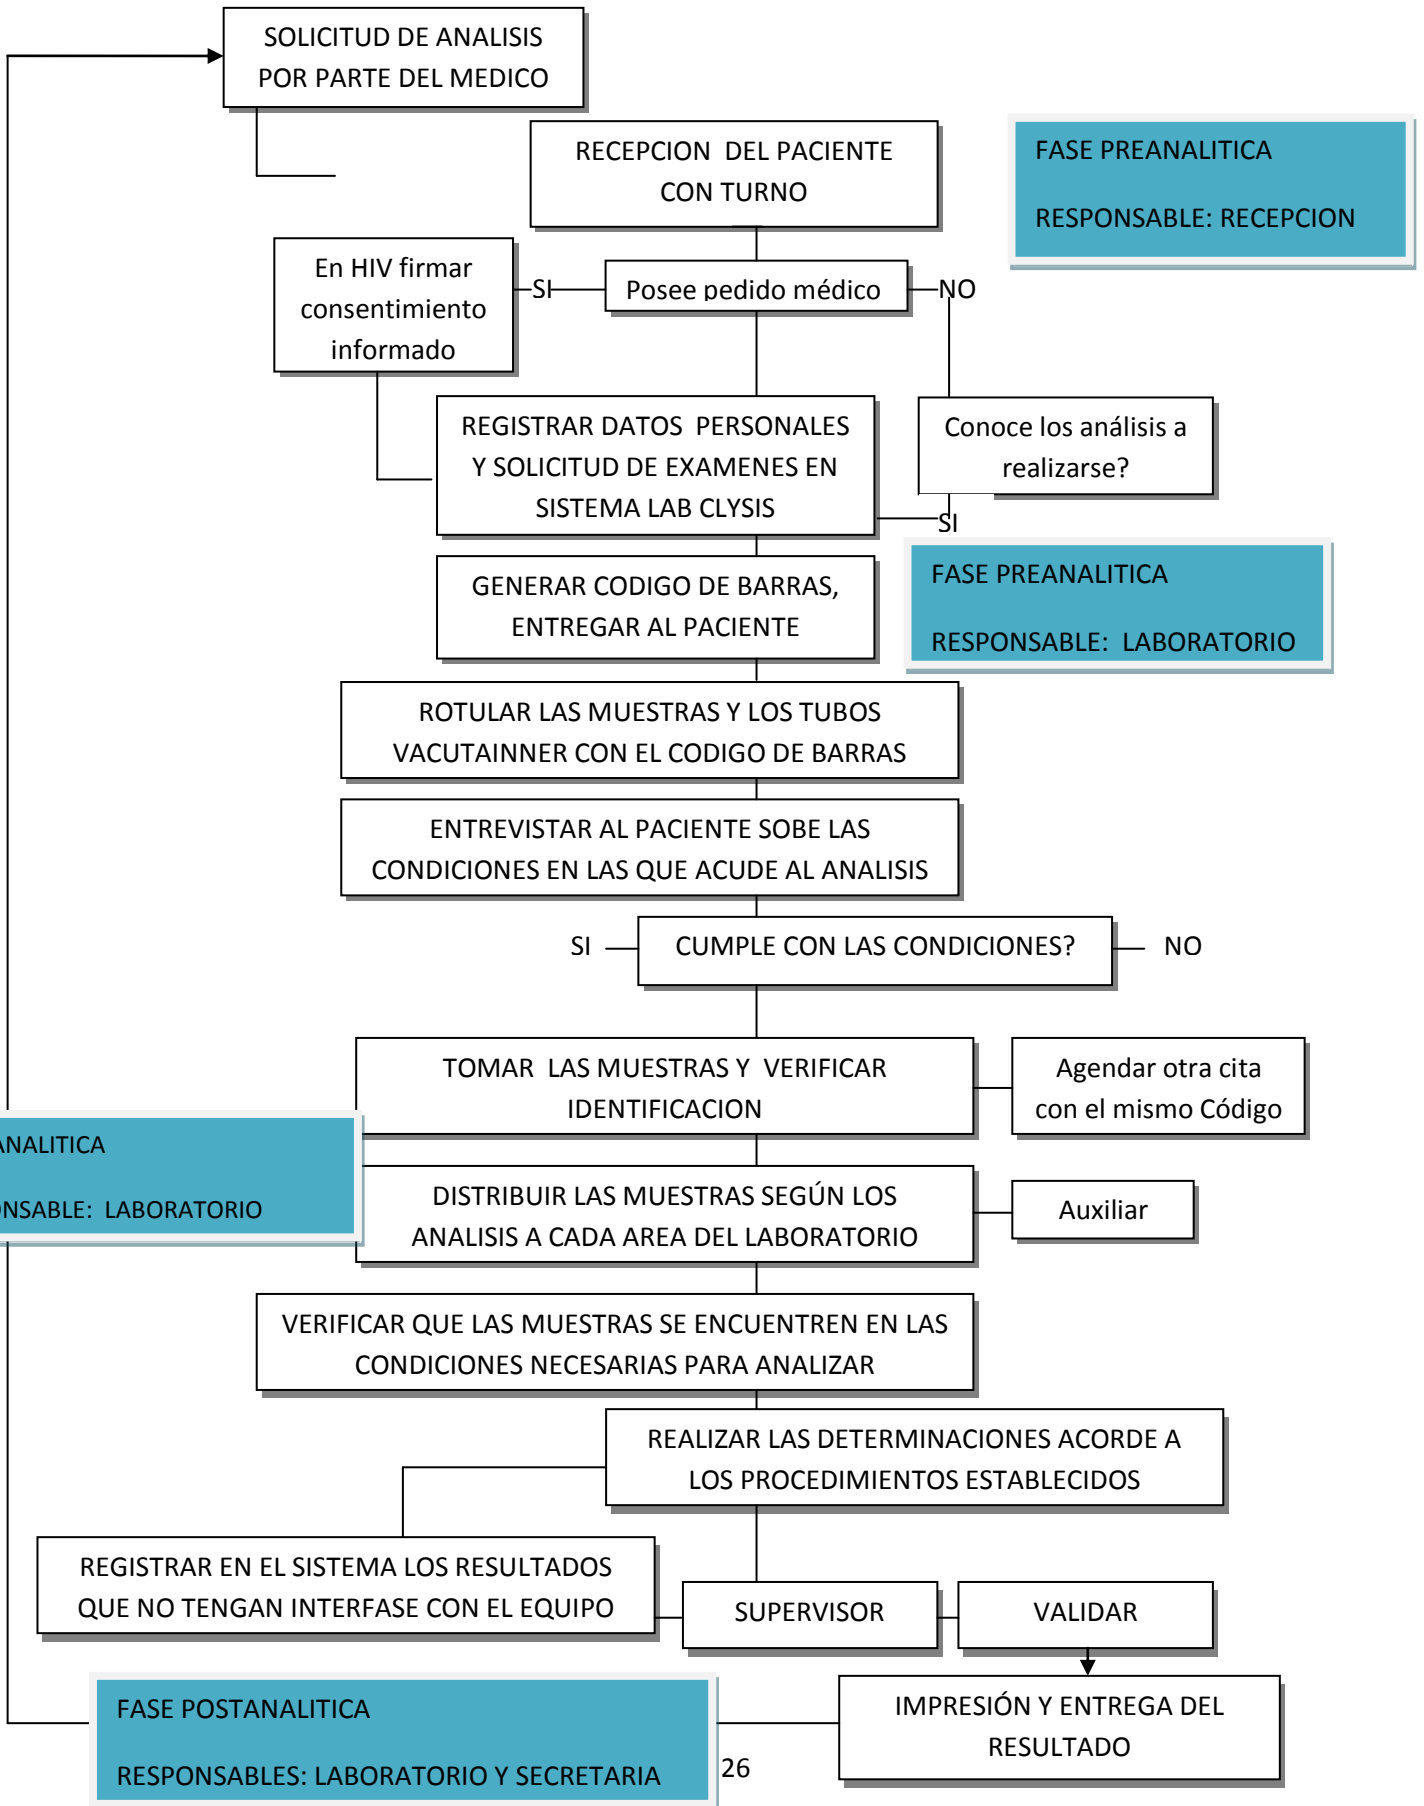 SOLICITUD DE ANALISIS
POR PARTE DEL MEDICO
RECEPCION DEL PACIENTE
CON TURNO
FASE PREANALITICA
RESPONSABLE: RECEPCION
En HIV firmar
consentimiento
informado
SI
Posee pedido médico
NO
REGISTRAR DATOS PERSONALES
Y SOLICITUD DE EXAMENES EN
SISTEMA LAB CLYSIS
Conoce los análisis a
realizarse?
SI
GENERAR CODIGO DE BARRAS,
ENTREGAR AL PACIENTE
FASE PREANALITICA
RESPONSABLE: LABORATORIO
ROTULAR LAS MUESTRAS Y LOS TUBOS
VACUTAINNER CON EL CODIGO DE BARRAS
ENTREVISTAR AL PACIENTE SOBE LAS
CONDICIONES EN LAS QUE ACUDE AL ANALISIS
SI
CUMPLE CON LAS CONDICIONES?
NO
TOMAR LAS MUESTRAS Y VERIFICAR
IDENTIFICACION
Agendar otra cita
con el mismo Código
ANALITICA
ONSABLE: LABORATORIO
DISTRIBUIR LAS MUESTRAS SEGÚN LOS
ANALISIS A CADA AREA DEL LABORATORIO
Auxiliar
VERIFICAR QUE LAS MUESTRAS SE ENCUENTREN EN LAS
CONDICIONES NECESARIAS PARA ANALIZAR
REALIZAR LAS DETERMINACIONES ACORDE A
LOS PROCEDIMIENTOS ESTABLECIDOS
REGISTRAR EN EL SISTEMA LOS RESULTADOS
QUE NO TENGAN INTERFASE CON EL EQUIPO
SUPERVISOR
VALIDAR
FASE POSTANALITICA
RESPONSABLES: LABORATORIO Y SECRETARIA
IMPRESIÓN Y ENTREGA DEL
RESULTADO
26